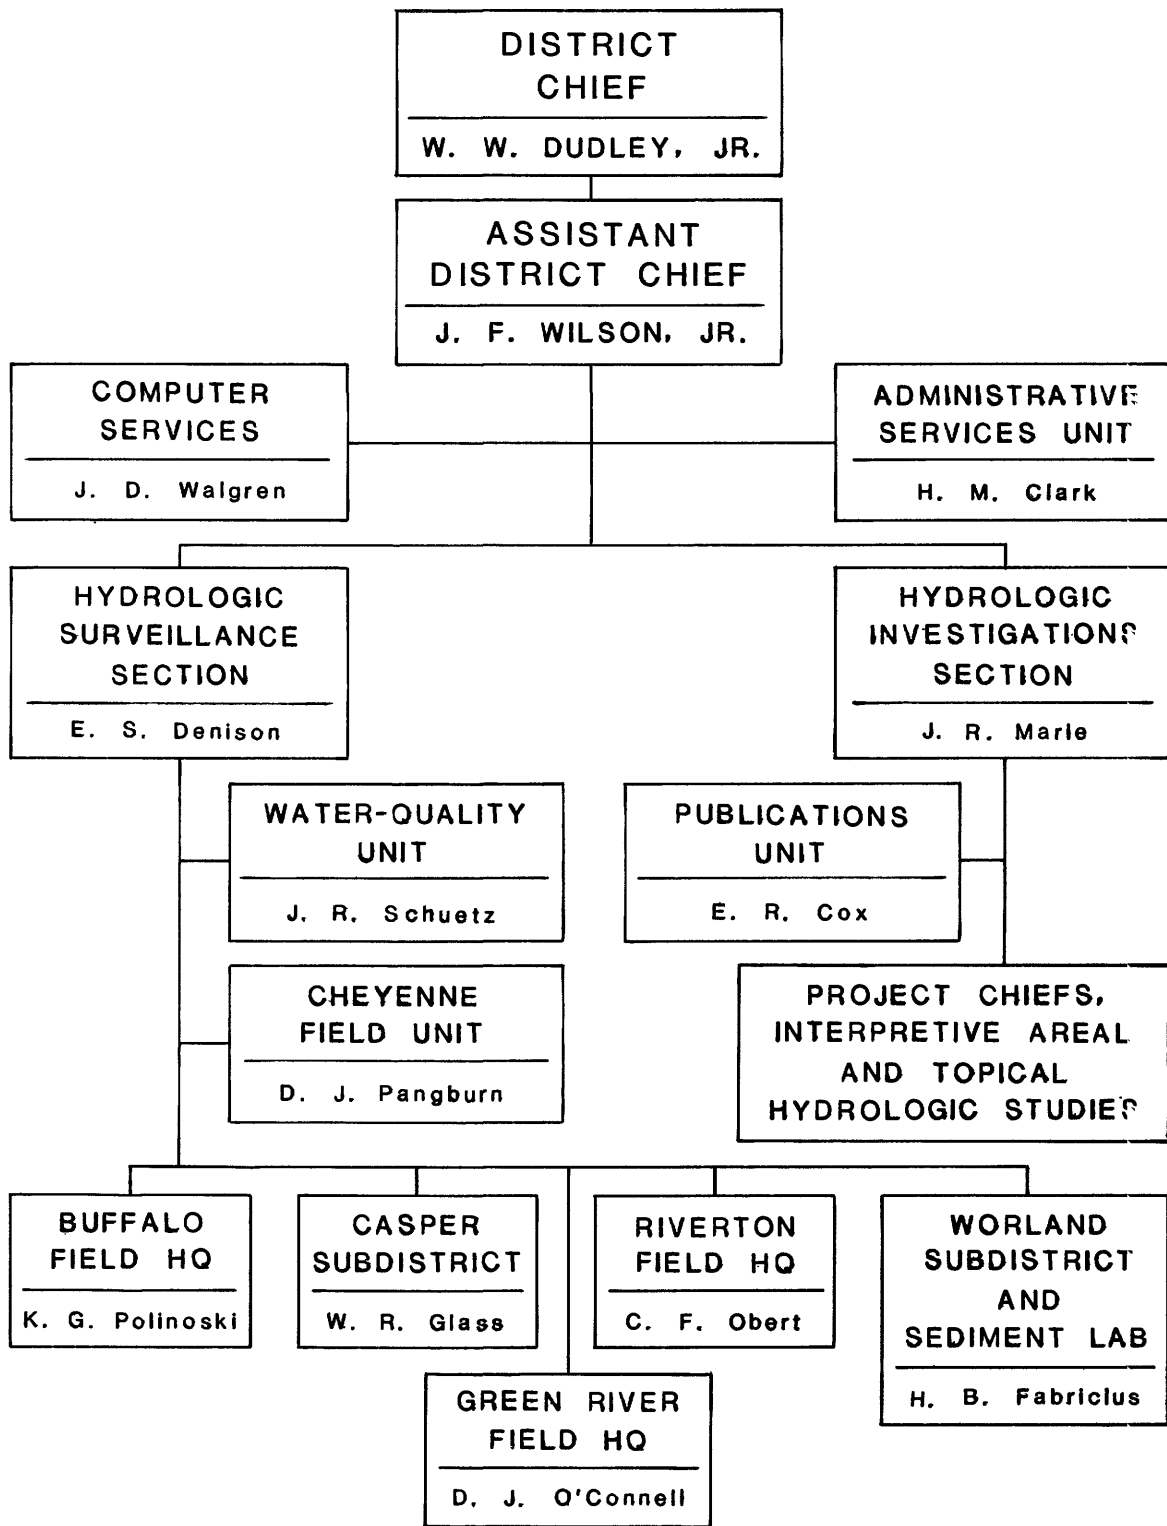 DISTRICT
CHIEF
W. W. DUDLEY, JR.
ASSISTANT
DISTRICT CHIEF
J. F. WILSON, JR.
COMPUTER
SERVICES
J. D. Walgren
ADMINISTRATIVE
SERVICES UNIT
H. M. Clark
HYDROLOGIC
SURVEILLANCE
SECTION
E. S. Denison
HYDROLOGIC
INVESTIGATIONS
SECTION
J. R. Marie
WATER-QUALITY
UNIT
J. R. Schuetz
PUBLICATIONS
UNIT
E. R. Cox
CHEYENNE
FIELD UNIT
D. J. Pangburn
PROJECT CHIEFS,
INTERPRETIVE AREAL
AND TOPICAL
HYDROLOGIC STUDIES
BUFFALO
FIELD HQ
K. G. Polinoski
CASPER
SUBDISTRICT
W. R. Glass
RIVERTON
FIELD HQ
C. F. Obert
WORLAND
SUBDISTRICT
AND
SEDIMENT LAB
H. B. Fabricius
GREEN RIVER
FIELD HQ
D. J. O'Connell